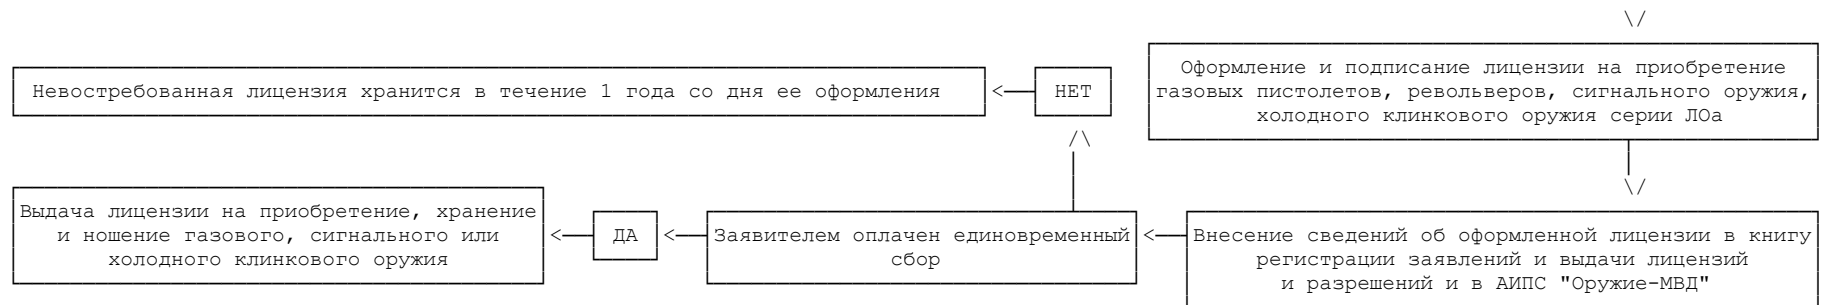 Оформление и подписание лицензии на приобретение
газовых пистолетов, револьверов, сигнального оружия,
холодного клинкового оружия серии ЛОа
НЕТ
Невостребованная лицензия хранится в течение 1 года со дня ее оформления
Внесение сведений об оформленной лицензии в книгу
регистрации заявлений и выдачи лицензий
и разрешений и в АИПС "Оружие-МВД"
Заявителем оплачен единовременный
сбор
ДА
Выдача лицензии на приобретение, хранение
и ношение газового, сигнального или
холодного клинкового оружия